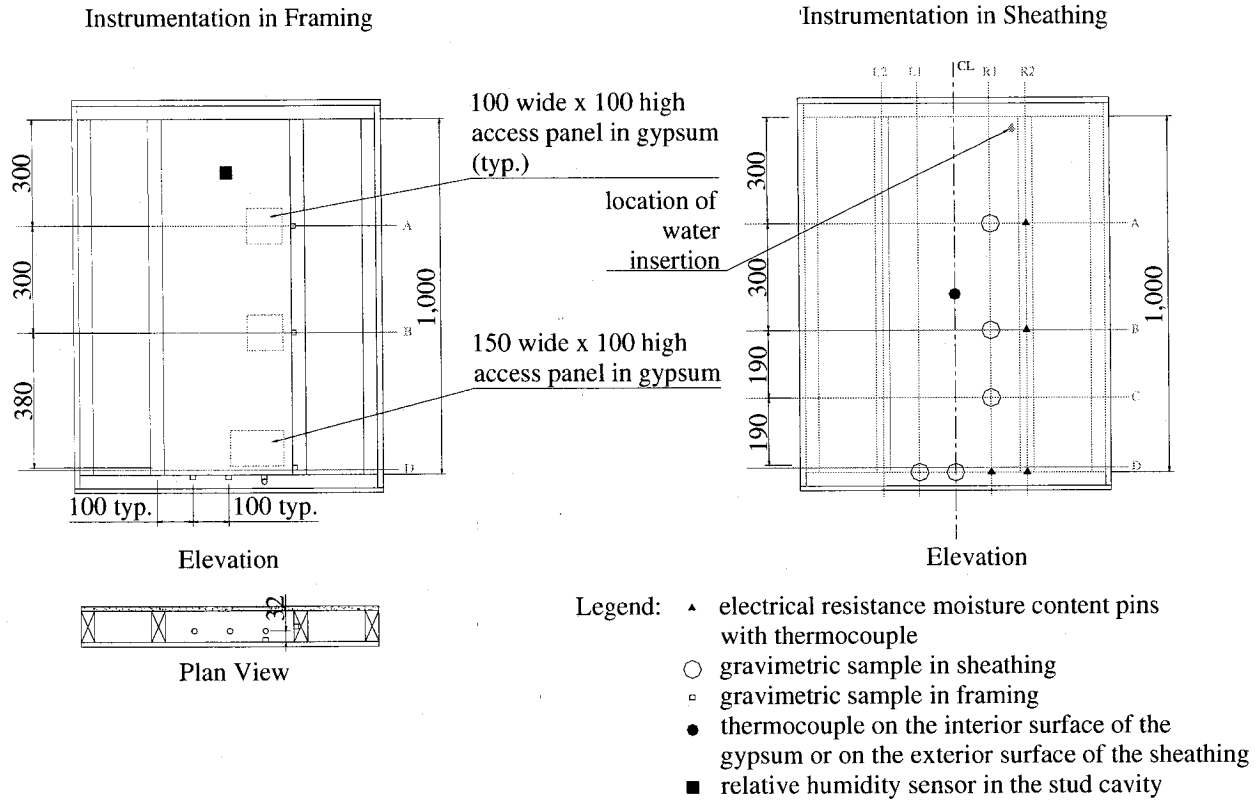 Instrumentation in Framing
Instrumentation in Sheathing
100 wide x 100 high
access panel in gypsum
(typ.)
location of
water
insertion
150 wide x 100 high
access panel in gypsum
300
300
380
1,000
A
B
D
100 typ.
100 typ.
Elevation
32
Plan View
L2
L1
CL
R1
R2
300
300
190
190
1,000
A
B
C
D
Elevation
Legend:
electrical resistance moisture content pins
with thermocouple
gravimetric sample in sheathing
gravimetric sample in framing
thermocouple on the interior surface of the
gypsum or on the exterior surface of the sheathing
relative humidity sensor in the stud cavity